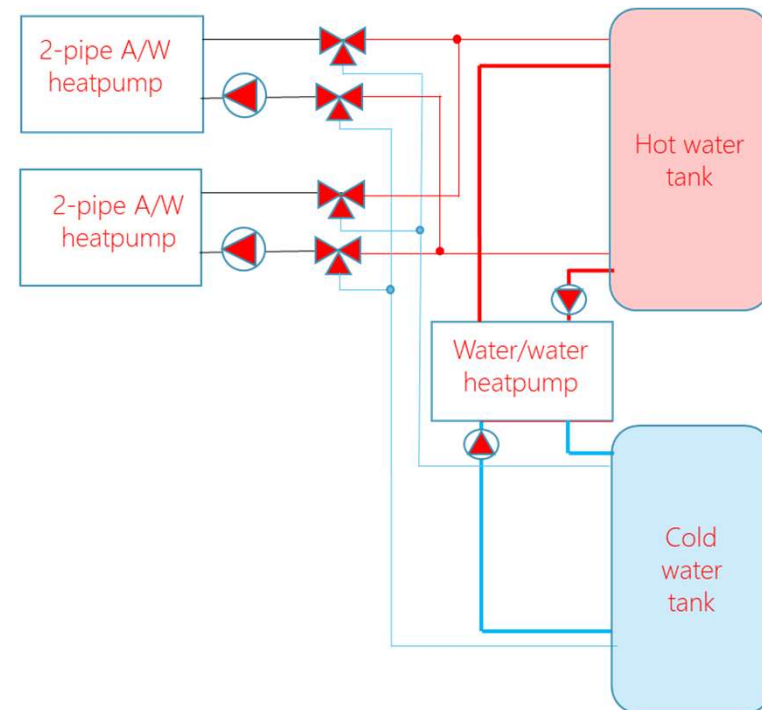 2-pipe A/W
heatpump
2-pipe A/W
heatpump
Hot water
tank
Water/water
heatpump
Cold
water
tank